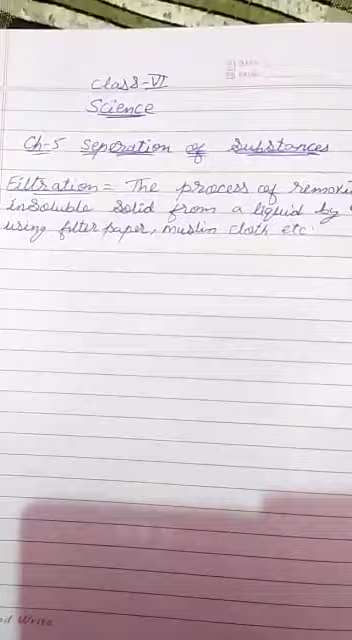 Class-VI
Science
Ch-5 Seperation of Substances
Filtration = The process of
insoluble solid from a liquid by
using filter paper, muslin cloth etc.